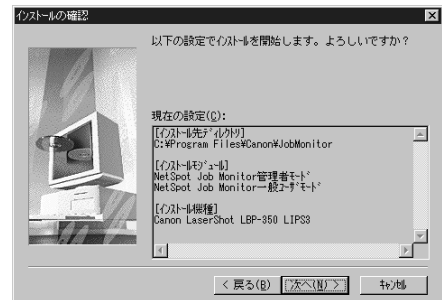 インストールの確認
以下の設定でインストールを開始します。よろしいですか？
現在の設定(C):
[インストール先ディレクトリ]
C:¥Program Files¥Canon¥JobMonitor
[インストールモジュール]
NetSpot Job Monitor管理者モード
NetSpot Job Monitor一般ユーザモード
[インストール機種]
Canon LaserShot LBP-350 LIPS3
< 戻る(B)
次へ(N) >
キャンセル